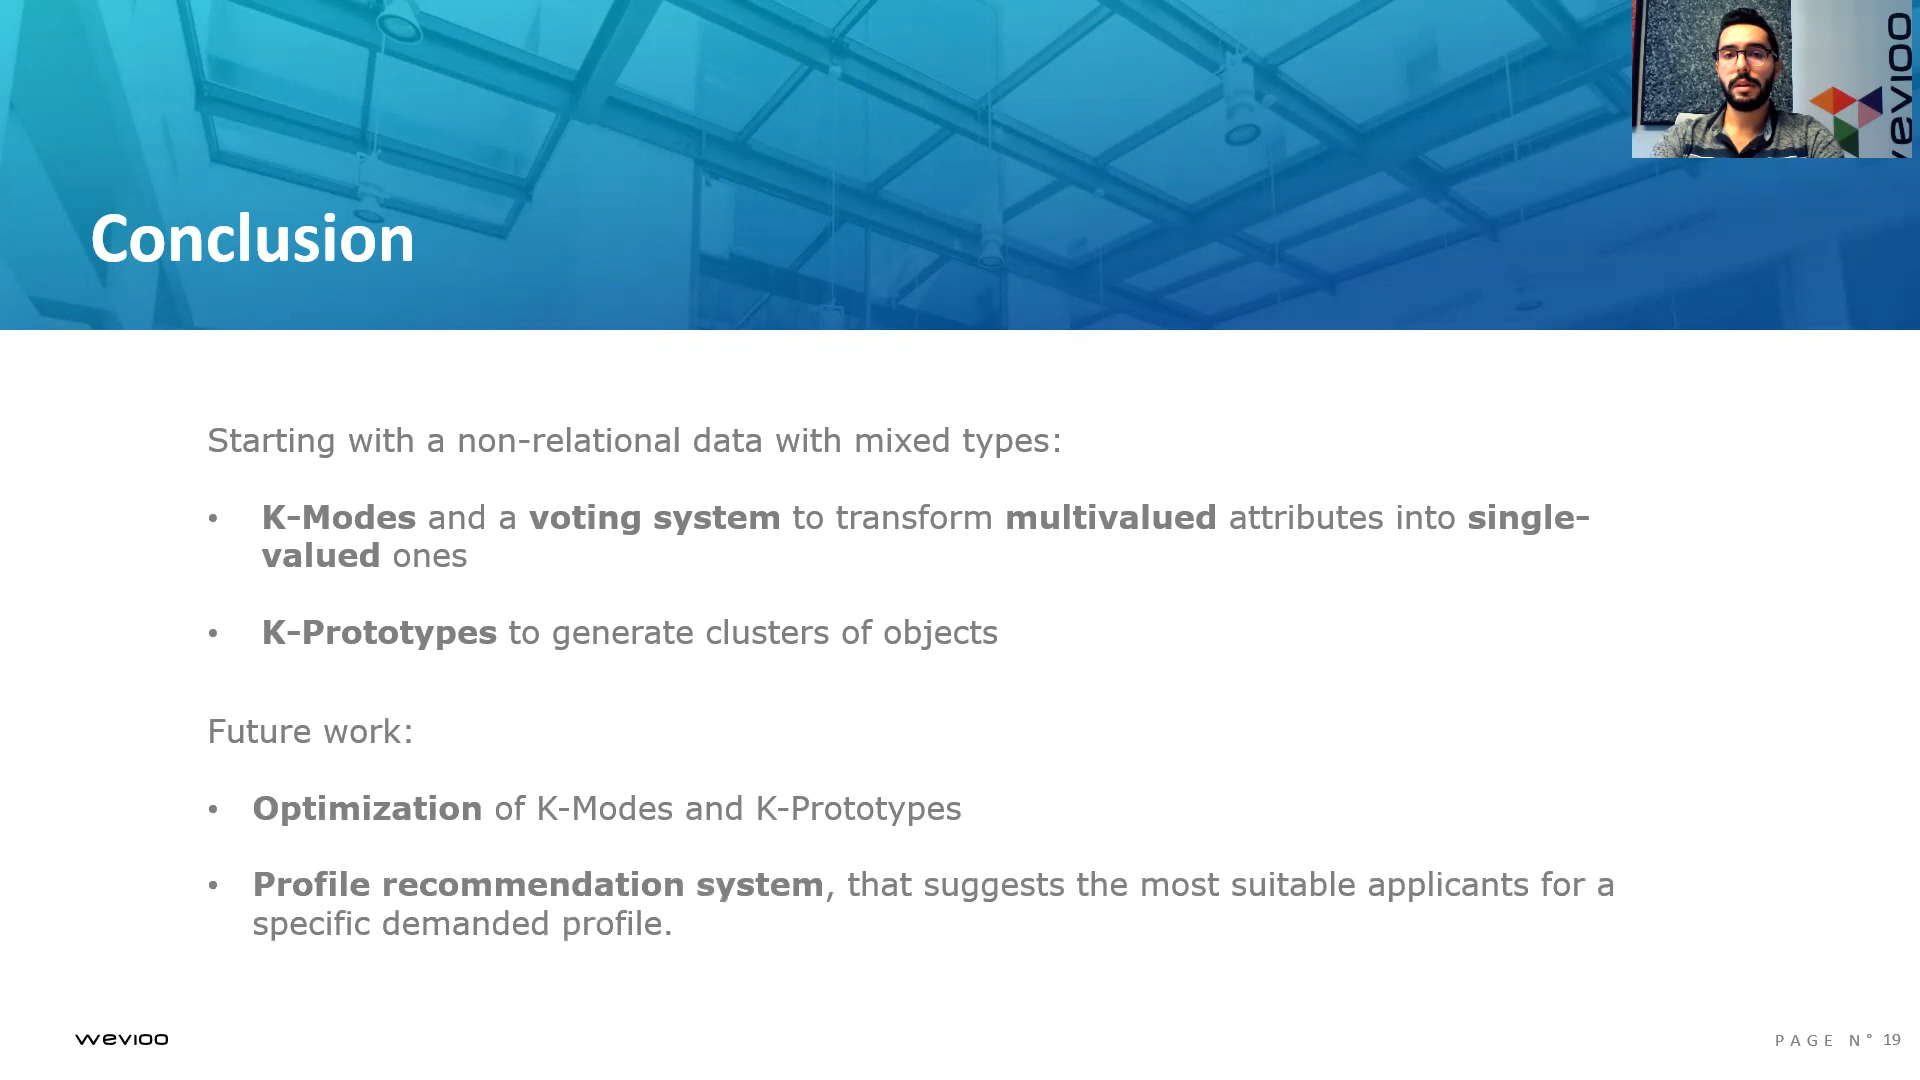 wevioo
Conclusion
Starting with a non-relational data with mixed types:
• K-Modes and a voting system to transform multivalued attributes into single-
valued ones
• K-Prototypes to generate clusters of objects
Future work:
• Optimization of K-Modes and K-Prototypes
• Profile recommendation system, that suggests the most suitable applicants for a
specific demanded profile.
wevioo
PAGE N° 19